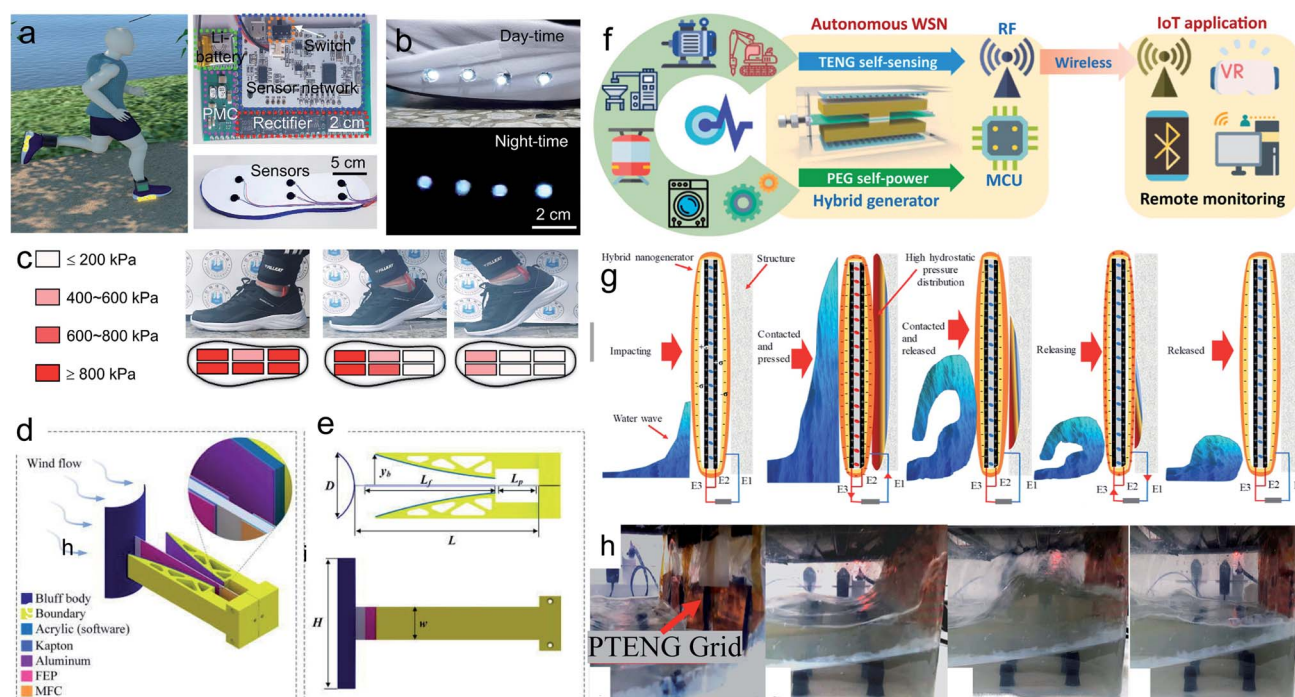 a
Li-
battery
Switch
Sensor network
PMC
Rectifier
2 cm
Sensors
5 cm
b
Day-time
Night-time
2 cm
c
≤ 200 kPa
400~600 kPa
600~800 kPa
≥ 800 kPa
d
Wind flow
h
Bluff body
Boundary
Acrylic (software)
Kapton
Aluminum
FEP
MFC
e
D
y_b
L_f
L_p
L
i
H
w
f
Autonomous WSN
TENG self-sensing
PEG self-power
Hybrid generator
RF
MCU
Wireless
IoT application
VR
Remote monitoring
g
Hybrid nanogenerator
Structure
High hydrostatic
pressure
distribution
Impacting
Water wave
Contacted
and
pressed
Contacted
and
released
Releasing
Released
E3
E2
E1
E3
E2
E1
E3
E2
E1
E3
E2
E1
E3
E2
E1
h
PTENG Grid